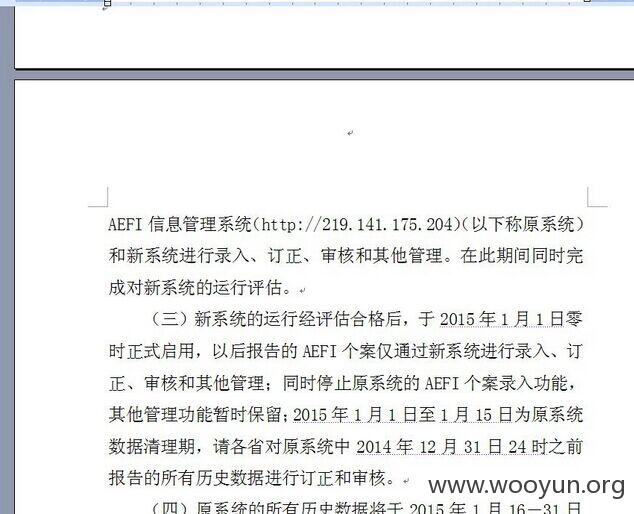 AEFI 信息管理系统(http://219.141.175.204)(以下称原系统)
和新系统进行录入、订正、审核和其他管理。在此期间同时完
成对新系统的运行评估。
(三)新系统的运行经评估合格后，于 2015 年 1 月 1 日零
时正式启用，以后报告的 AEFI 个案仅通过新系统进行录入、订
正、审核和其他管理；同时停止原系统的 AEFI 个案录入功能，
其他管理功能暂时保留；2015 年 1 月 1 日至 1 月 15 日为原系统
数据清理期，请各省对原系统中 2014 年 12 月 31 日 24 时之前
报告的所有历史数据进行订正和审核。
www.wooyun.org
(四)原系统的所有历史数据将于 2015 年 1 月 16－31 日